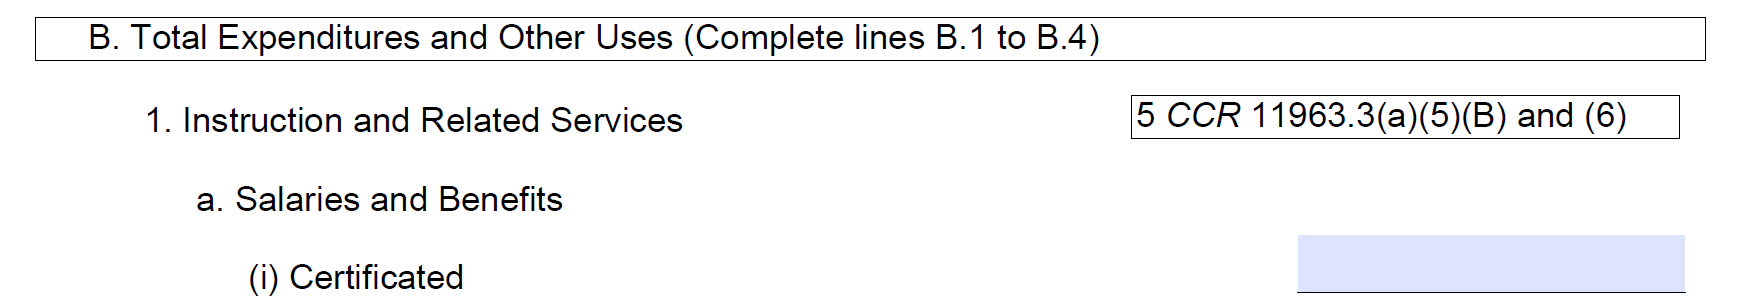 B. Total Expenditures and Other Uses (Complete lines B.1 to B.4)
1. Instruction and Related Services
5 CCR 11963.3(a)(5)(B) and (6)
a. Salaries and Benefits
(i) Certificated